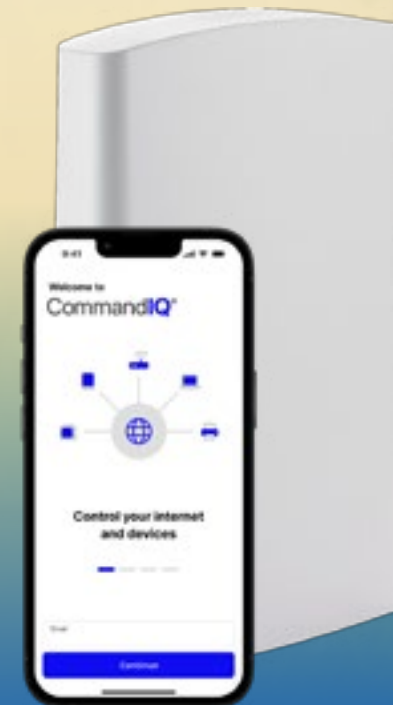 9:41
Welcome to
CommandIQ®
Control your internet
and devices
Email
Continue